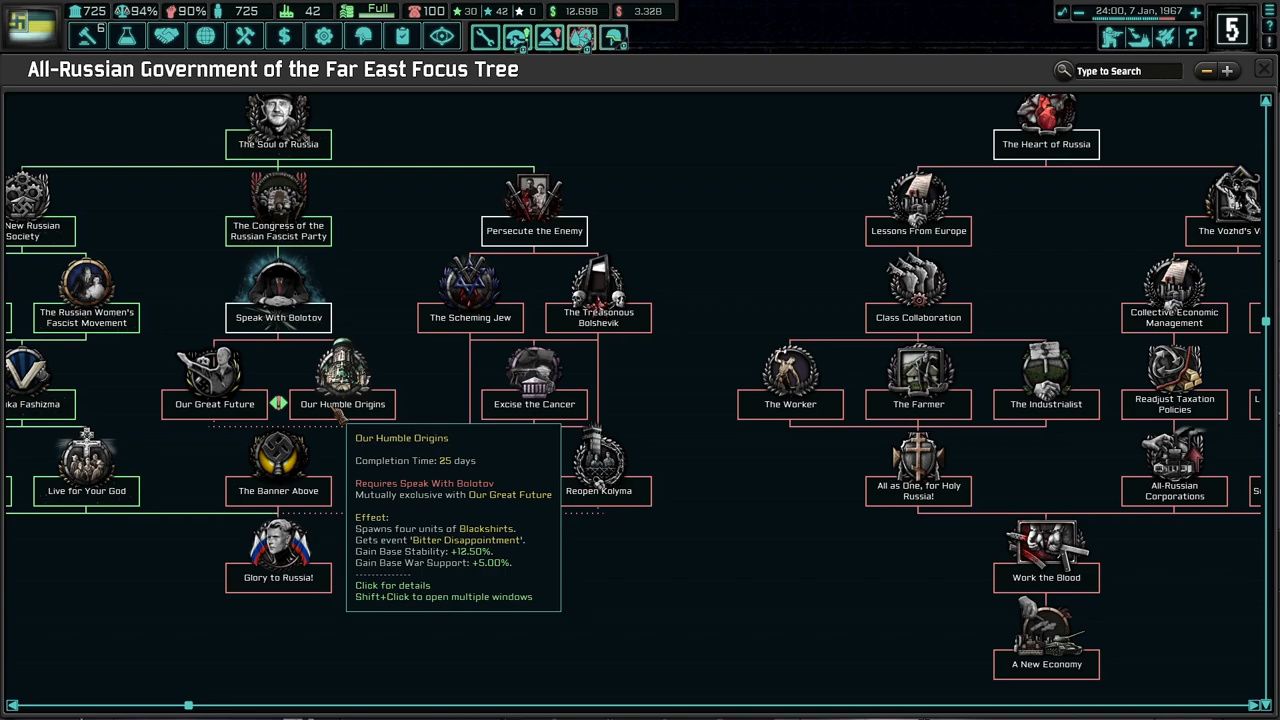 725 94% 90% 725 42 Full 100 30 42 0 12.698 3.328 24:00, 7 Jan, 1967
6
5
All-Russian Government of the Far East Focus Tree
Type to Search
The Soul of Russia
The Heart of Russia
New Russian
Society
The Congress of the
Russian Fascist Party
Persecute the Enemy
Lessons From Europe
The Vozhd's V
The Russian Women's
Fascist Movement
Speak With Bolotov
The Scheming Jew
The Treasonous
Bolshevik
Class Collaboration
Collective Economic
Management
ka Fashizma
Our Great Future
Our Humble Origins
Excise the Cancer
The Worker
The Farmer
The Industrialist
Readjust Taxation
Policies
Our Humble Origins
Completion Time: 25 days
Requires Speak With Bolotov
Mutually exclusive with Our Great Future
Effect:
Spawns four units of Blackshirts.
Gets event 'Bitter Disappointment'.
Gain Base Stability: +12.50%.
Gain Base War Support: +5.00%.
--------------
Click for details
Shift+Click to open multiple windows
Live for Your God
The Banner Above
Reopen Kolyma
All as One, for Holy
Russia!
All-Russian
Corporations
Glory to Russia!
Work the Blood
A New Economy